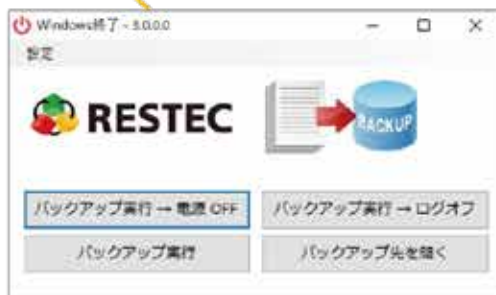 Windows終了 - 3.0.0.0
設定
RESTEC
BACKUP
バックアップ実行 → 電源 OFF
バックアップ実行 → ログオフ
バックアップ実行
バックアップ先を開く